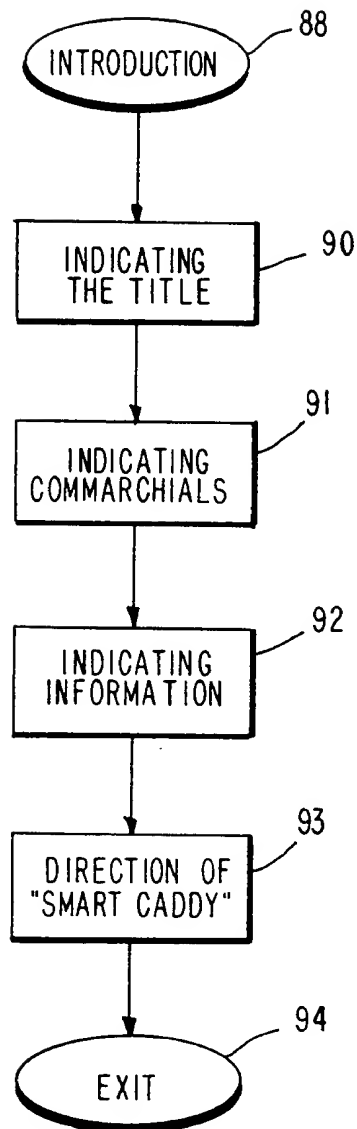 88
INTRODUCTION
90
INDICATING
THE TITLE
91
INDICATING
COMMARCHIALS
92
INDICATING
INFORMATION
93
DIRECTION OF
"SMART CADDY"
94
EXIT